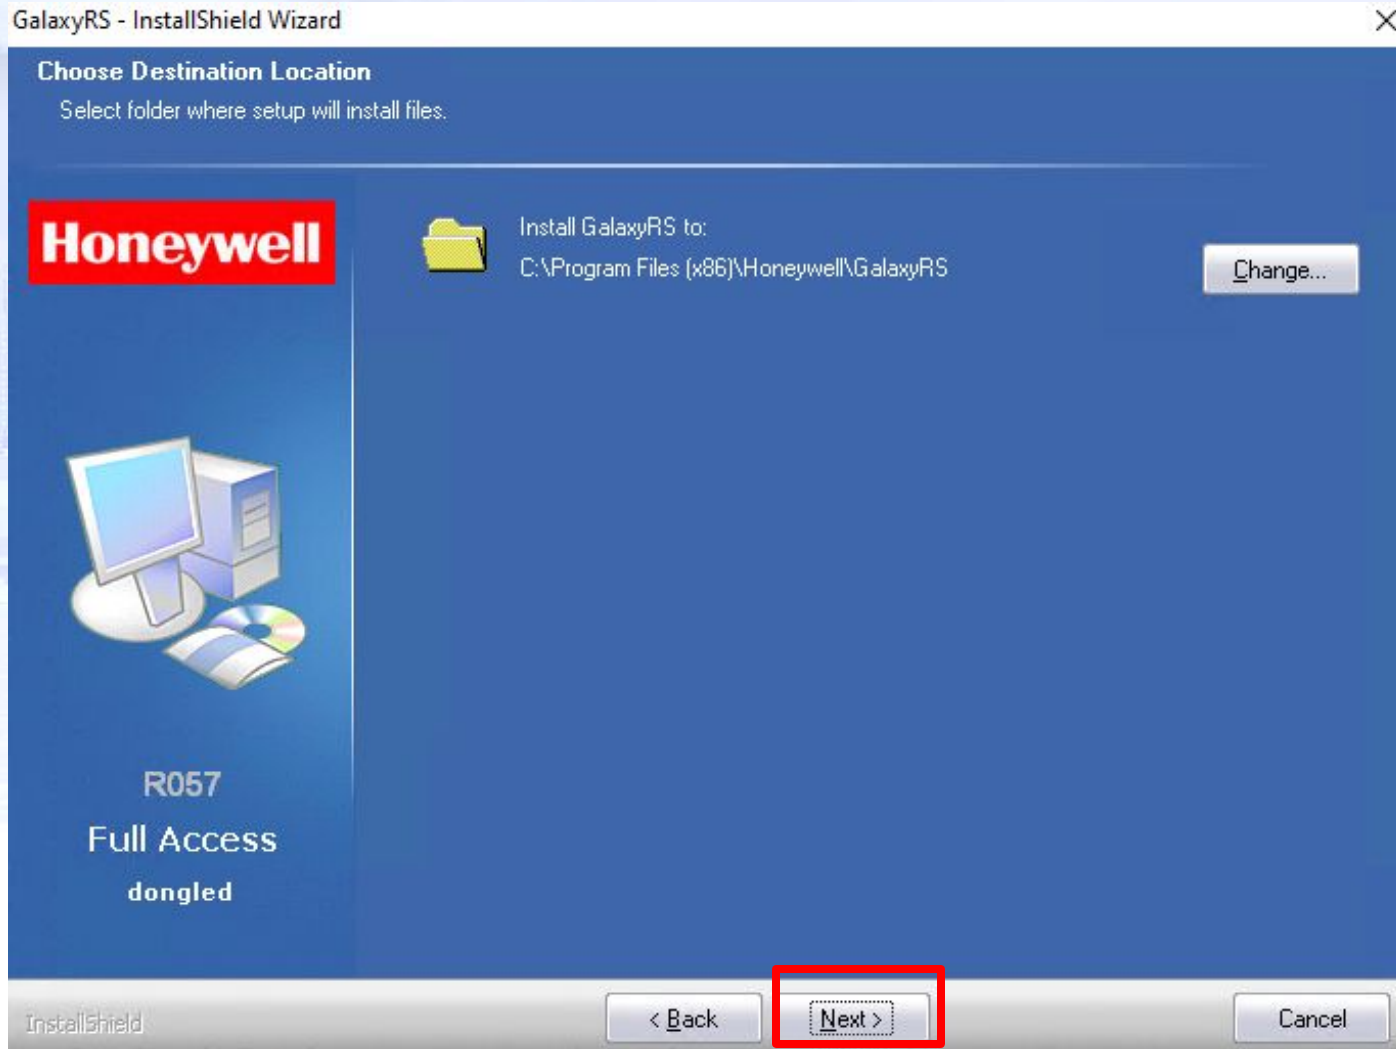 GalaxyRS - InstallShield Wizard
Choose Destination Location
Select folder where setup will install files.
Honeywell
Install GalaxyRS to:
C:\Program Files (x86)\Honeywell\GalaxyRS
Change...
R057
Full Access
dongled
InstallShield
< Back
Next >
Cancel